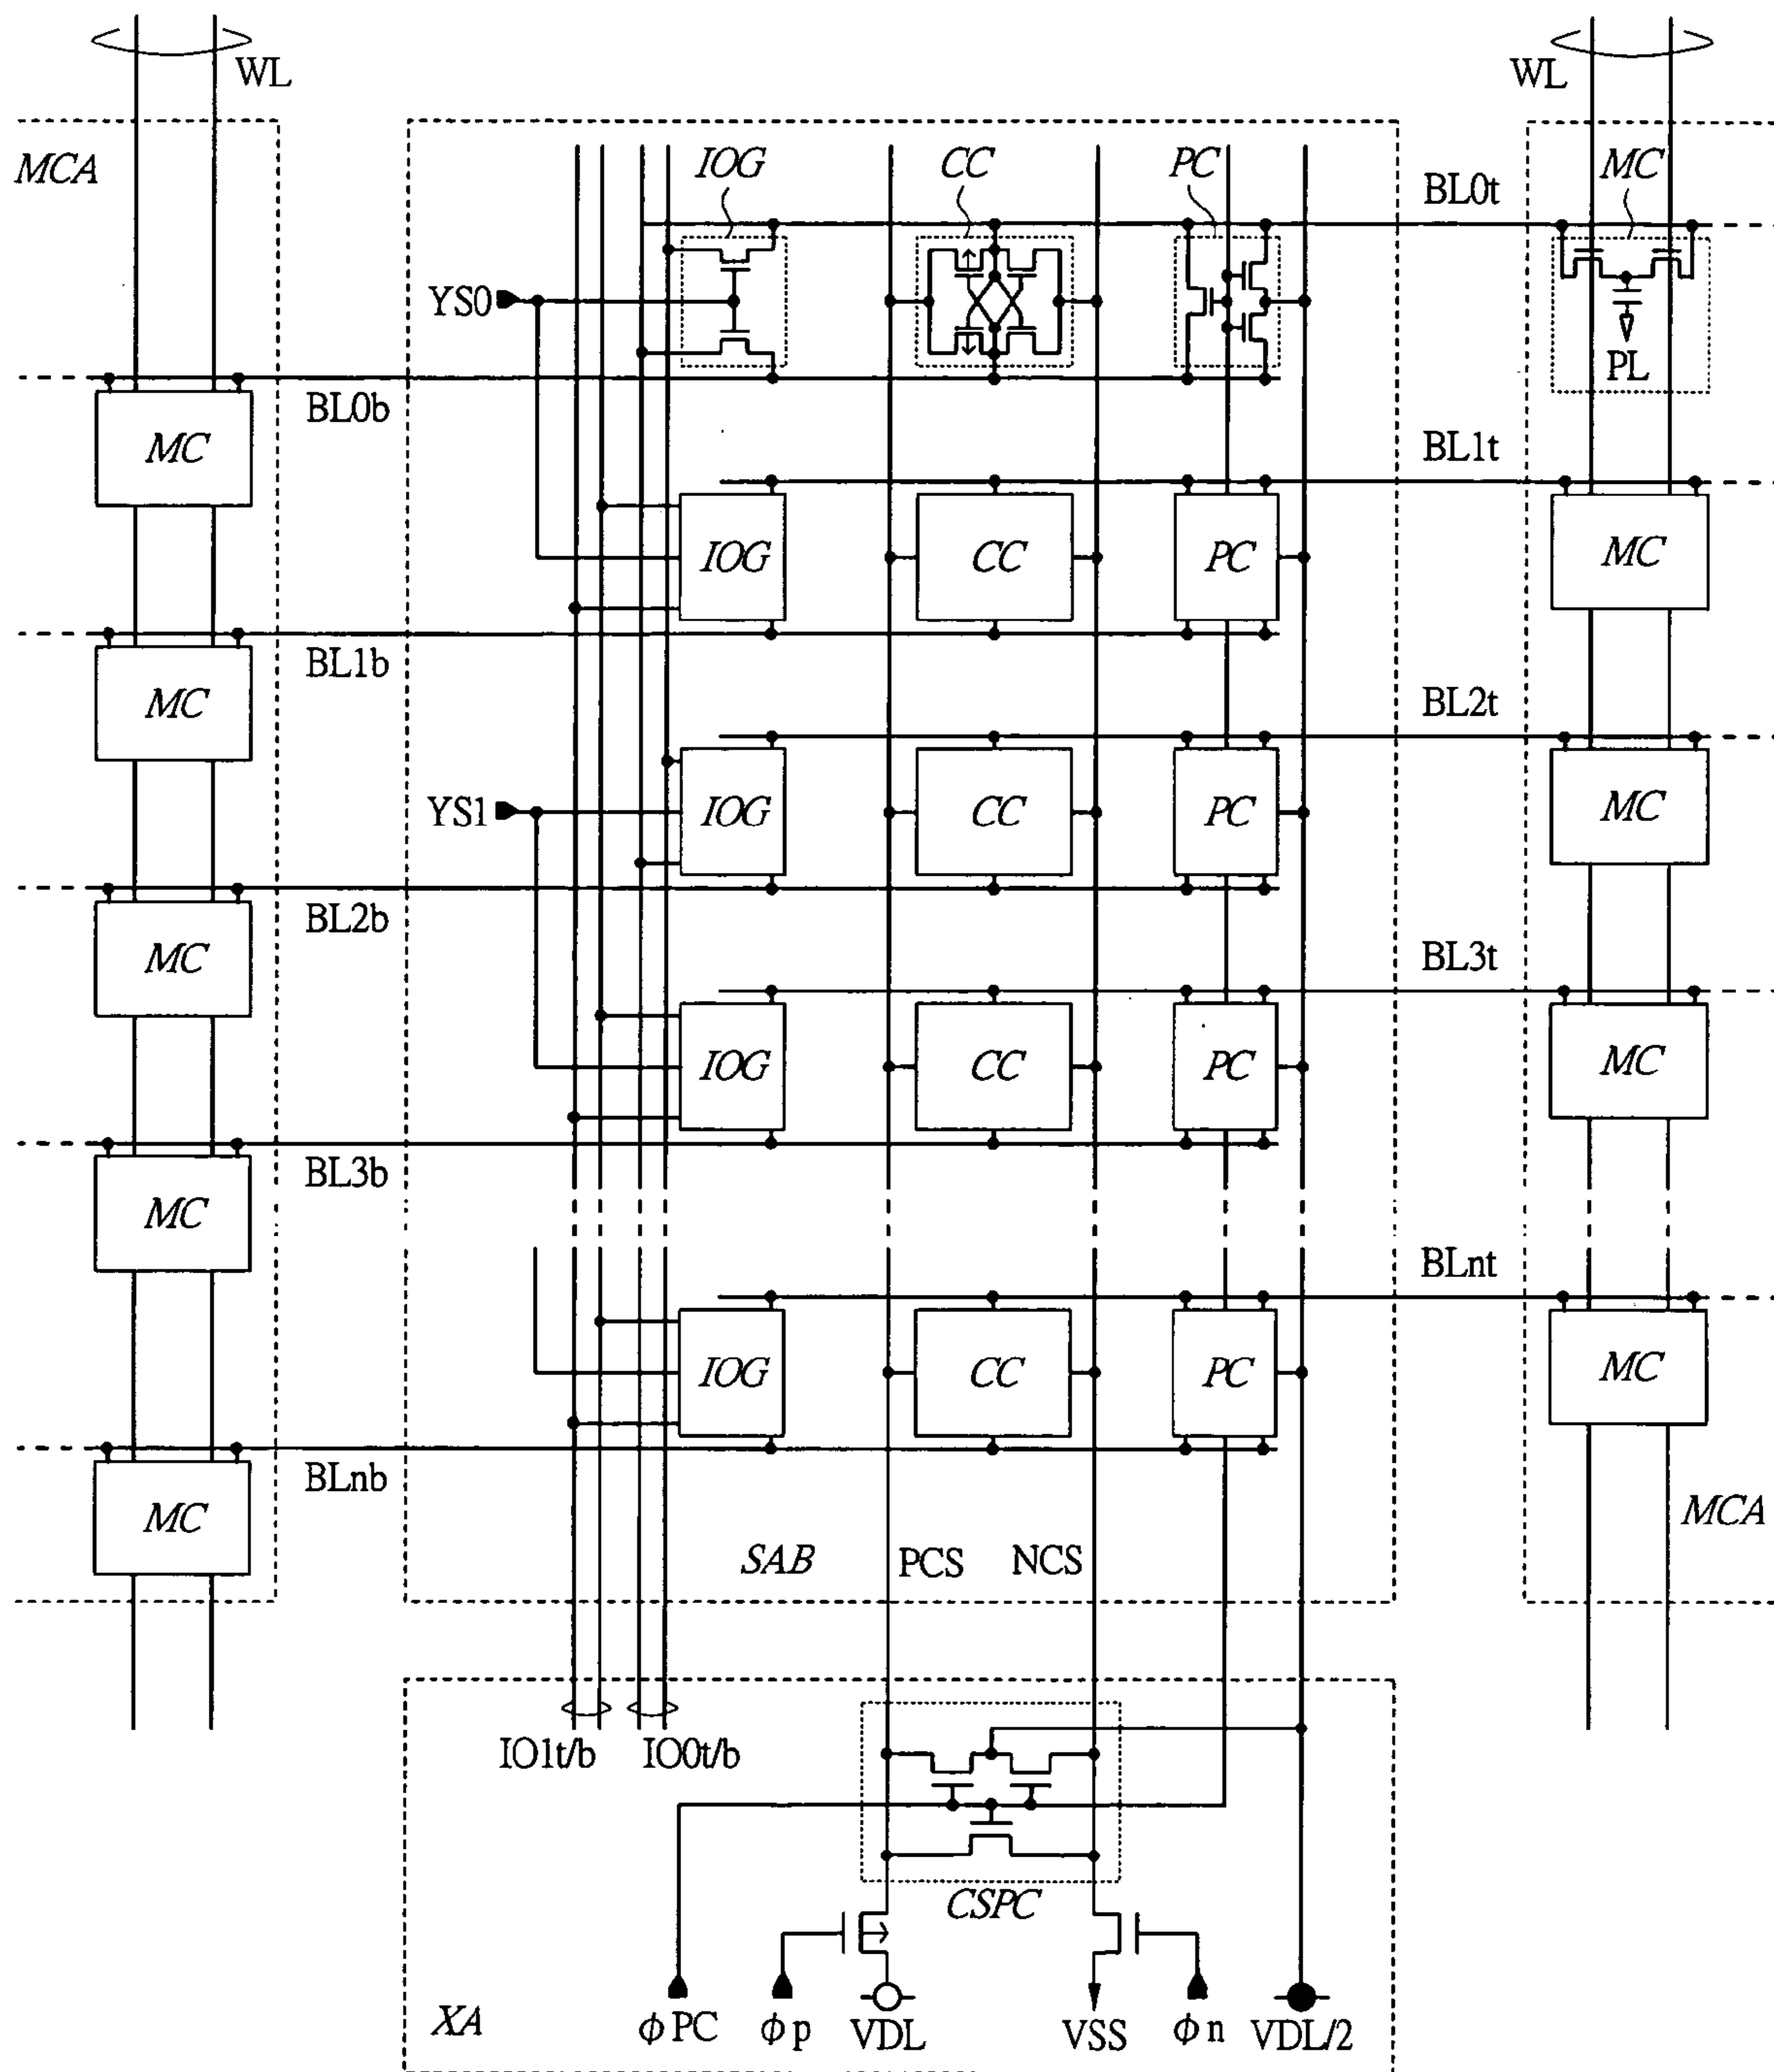 WL WL
MCA IOG CC PC MC BL0t
YS0
PL
BL0b
MC
BL1t
IOG CC PC MC
BL1b
MC
BL2t
YS1 IOG CC PC MC
BL2b
MC
BL3t
IOG CC PC MC
BL3b
MC
BLnt
IOG CC PC MC
BLnb
MC
MCA
SAB PCS NCS
IO1t/b IO0t/b
CSPC
XA ϕPC ϕp VDL VSS ϕn VDL/2